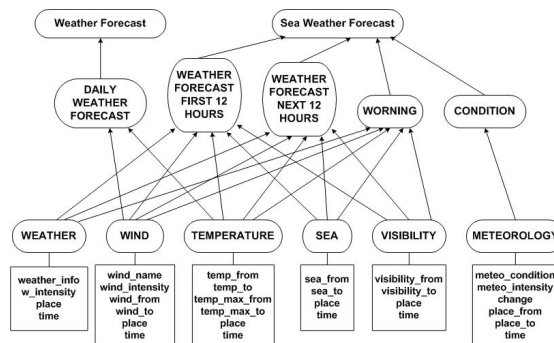 Weather Forecast
Sea Weather Forecast
DAILY
WEATHER
FORECAST
WEATHER
FORECAST
FIRST 12
HOURS
WEATHER
FORECAST
NEXT 12
HOURS
WORNING
CONDITION
WEATHER
WIND
TEMPERATURE
SEA
VISIBILITY
METEOROLOGY
weather_info
w_intensity
place
time
wind_name
wind_intensity
wind_from
wind_to
place
time
temp_from
temp_to
temp_max_from
temp_max_to
place
time
sea_from
sea_to
place
time
visibility_from
visibility_to
place
time
meteo_condition
meteo_intensity
change
place_from
place_to
time